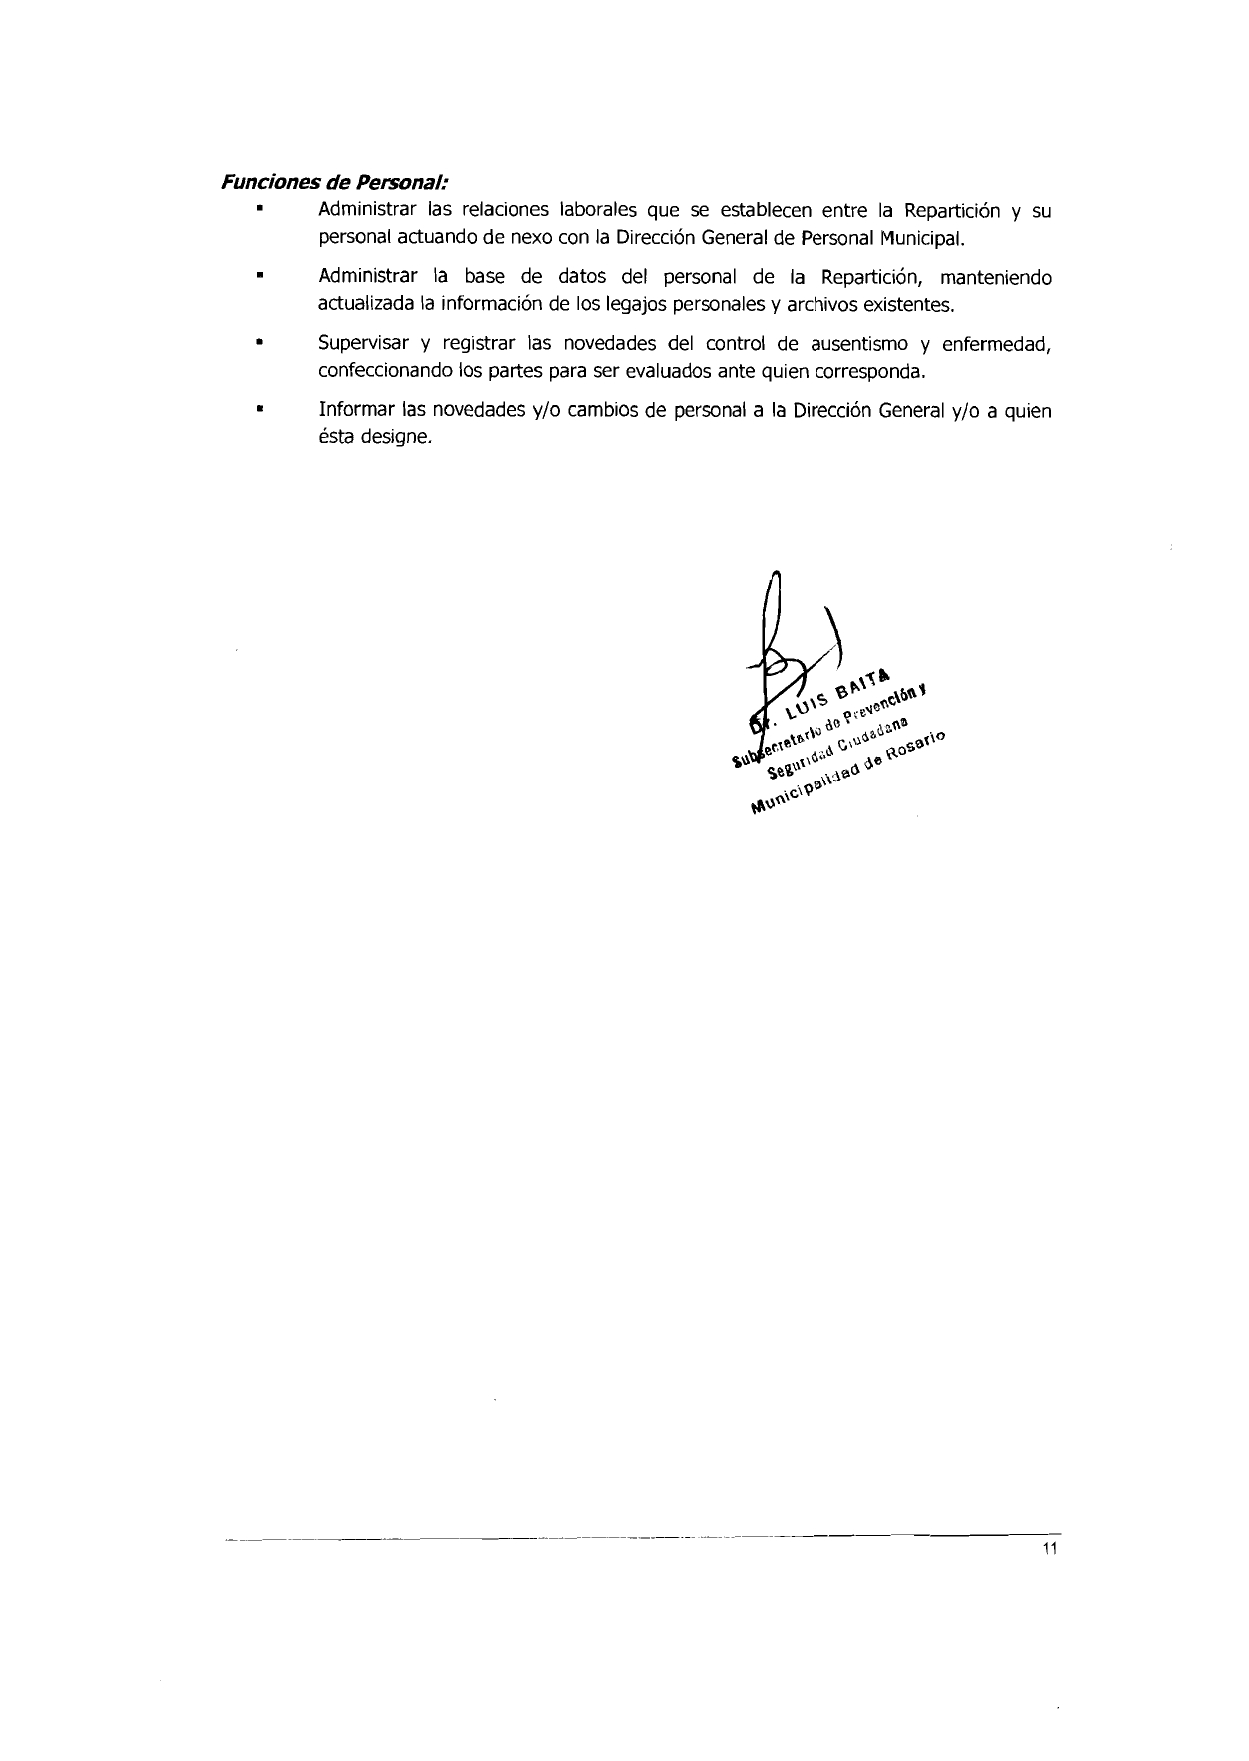 Funciones de Personal:
▪ Administrar las relaciones laborales que se establecen entre la Repartición y su
personal actuando de nexo con la Dirección General de Personal Municipal.
▪ Administrar la base de datos del personal de la Repartición, manteniendo
actualizada la información de los legajos personales y archivos existentes.
▪ Supervisar y registrar las novedades del control de ausentismo y enfermedad,
confeccionando los partes para ser evaluados ante quien corresponda.
▪ Informar las novedades y/o cambios de personal a la Dirección General y/o a quien
ésta designe.
Dr. LUIS BAITA
Subsecretario de Prevención y
Seguridad Ciudadana
Municipalidad de Rosario
11